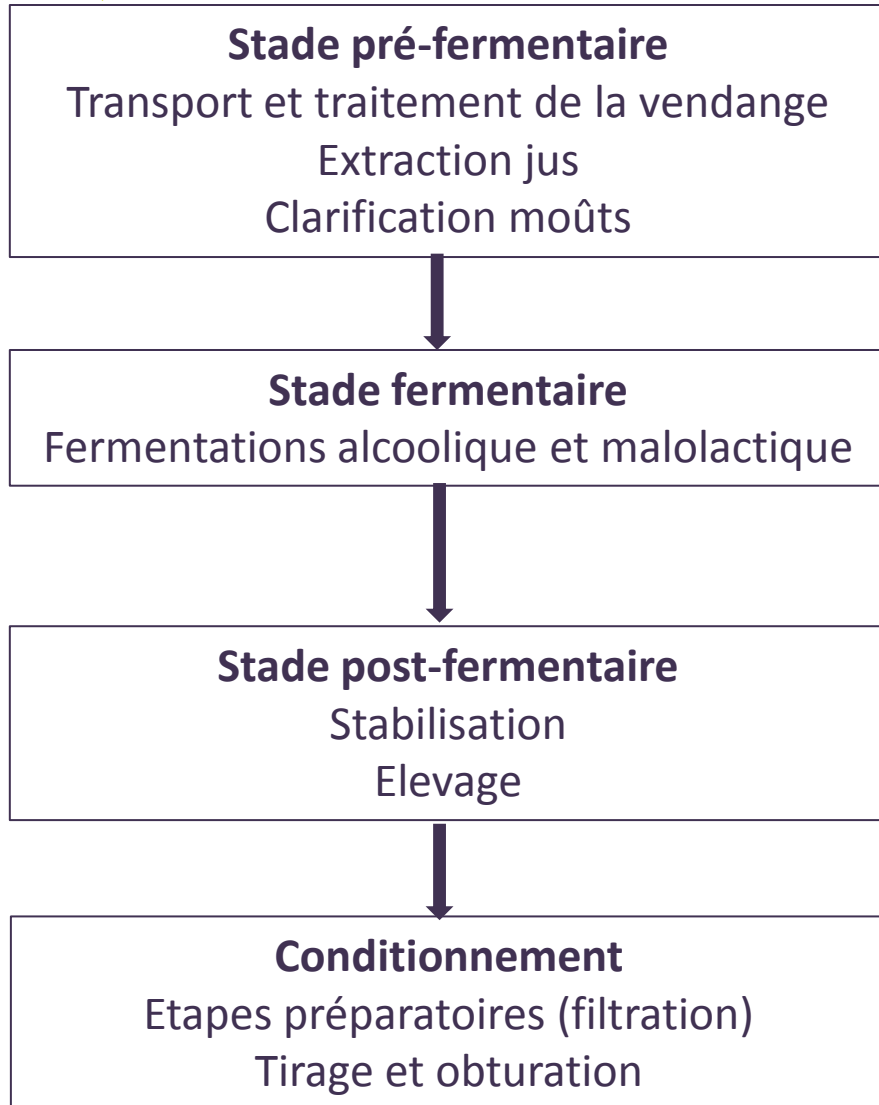 Stade pré-fermentaire
Transport et traitement de la vendange
Extraction jus
Clarification moûts
Stade fermentaire
Fermentations alcoolique et malolactique
Stade post-fermentaire
Stabilisation
Elevage
Conditionnement
Etapes préparatoires (filtration)
Tirage et obturation